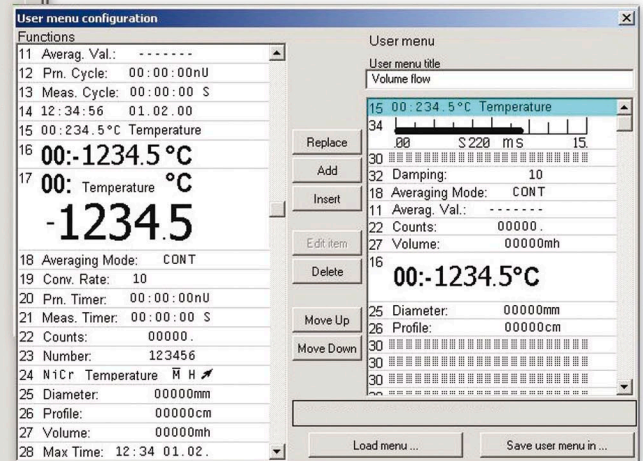 User menu configuration
Functions
11 Averag. Val.: -------
12 Prn. Cycle: 00:00:00nU
13 Meas. Cycle: 00:00:00 S
14 12:34:56 01.02.00
15 00:234.5°C Temperature
16 00:-1234.5 °C
17 00: Temperature °C
-1234.5
18 Averaging Mode: CONT
19 Conv. Rate: 10
20 Prn. Timer: 00:00:00nU
21 Meas. Timer: 00:00:00 S
22 Counts: 00000.
23 Number: 123456
24 NiCr Temperature M̅ H
25 Diameter: 00000mm
26 Profile: 00000cm
27 Volume: 00000mh
28 Max Time: 12:34 01.02.
Replace
Add
Insert
Edit item
Delete
Move Up
Move Down
User menu
User menu title
Volume flow
15 00:234.5°C Temperature
34
.00 S 220 m s 15.
30
32 Damping: 10
18 Averaging Mode: CONT
11 Averag. Val.: -------
22 Counts: 00000.
27 Volume: 00000mh
16 00:-1234.5°C
25 Diameter: 00000mm
26 Profile: 00000cm
30
30
30
Load menu ...
Save user menu in ...